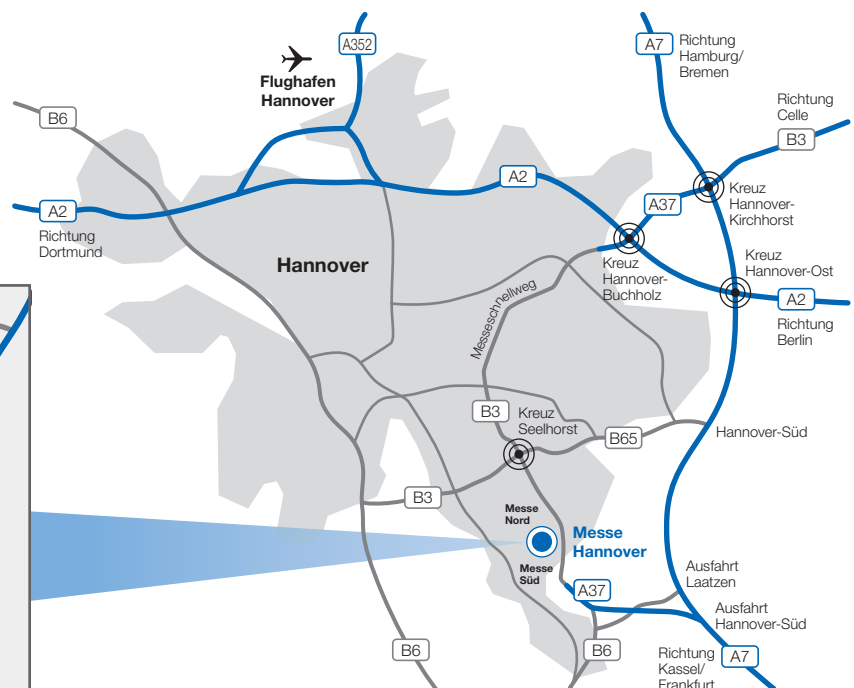 A352
A7
Richtung
Hamburg/
Bremen
Flughafen
Hannover
Richtung
Celle
B3
B6
A2
A37
Kreuz
Hannover-
Kirchhorst
A2
Richtung
Dortmund
Hannover
Kreuz
Hannover-
Buchholz
Kreuz
Hannover-Ost
A2
Richtung
Berlin
Messeschnellweg
B3
Kreuz
Seelhorst
B65
Hannover-Süd
B3
Messe
Nord
Messe
Hannover
Messe
Süd
A37
Ausfahrt
Laatzen
Ausfahrt
Hannover-Süd
B6
B6
Richtung
Kassel/
Frankfurt
A7